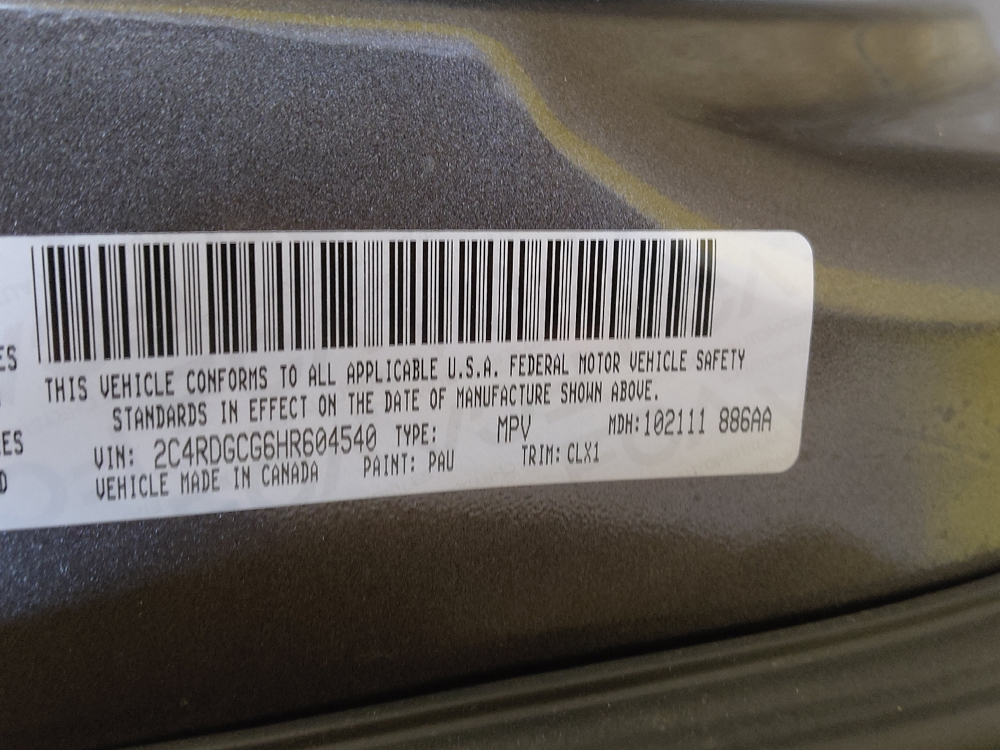 THIS VEHICLE CONFORMS TO ALL APPLICABLE U.S.A. FEDERAL MOTOR VEHICLE SAFETY
STANDARDS IN EFFECT ON THE DATE OF MANUFACTURE SHOWN ABOVE.
VIN: 2C4RDGCG6HR604540 TYPE: MPV MDH:102111 886AA
VEHICLE MADE IN CANADA PAINT: PAU TRIM: CLX1